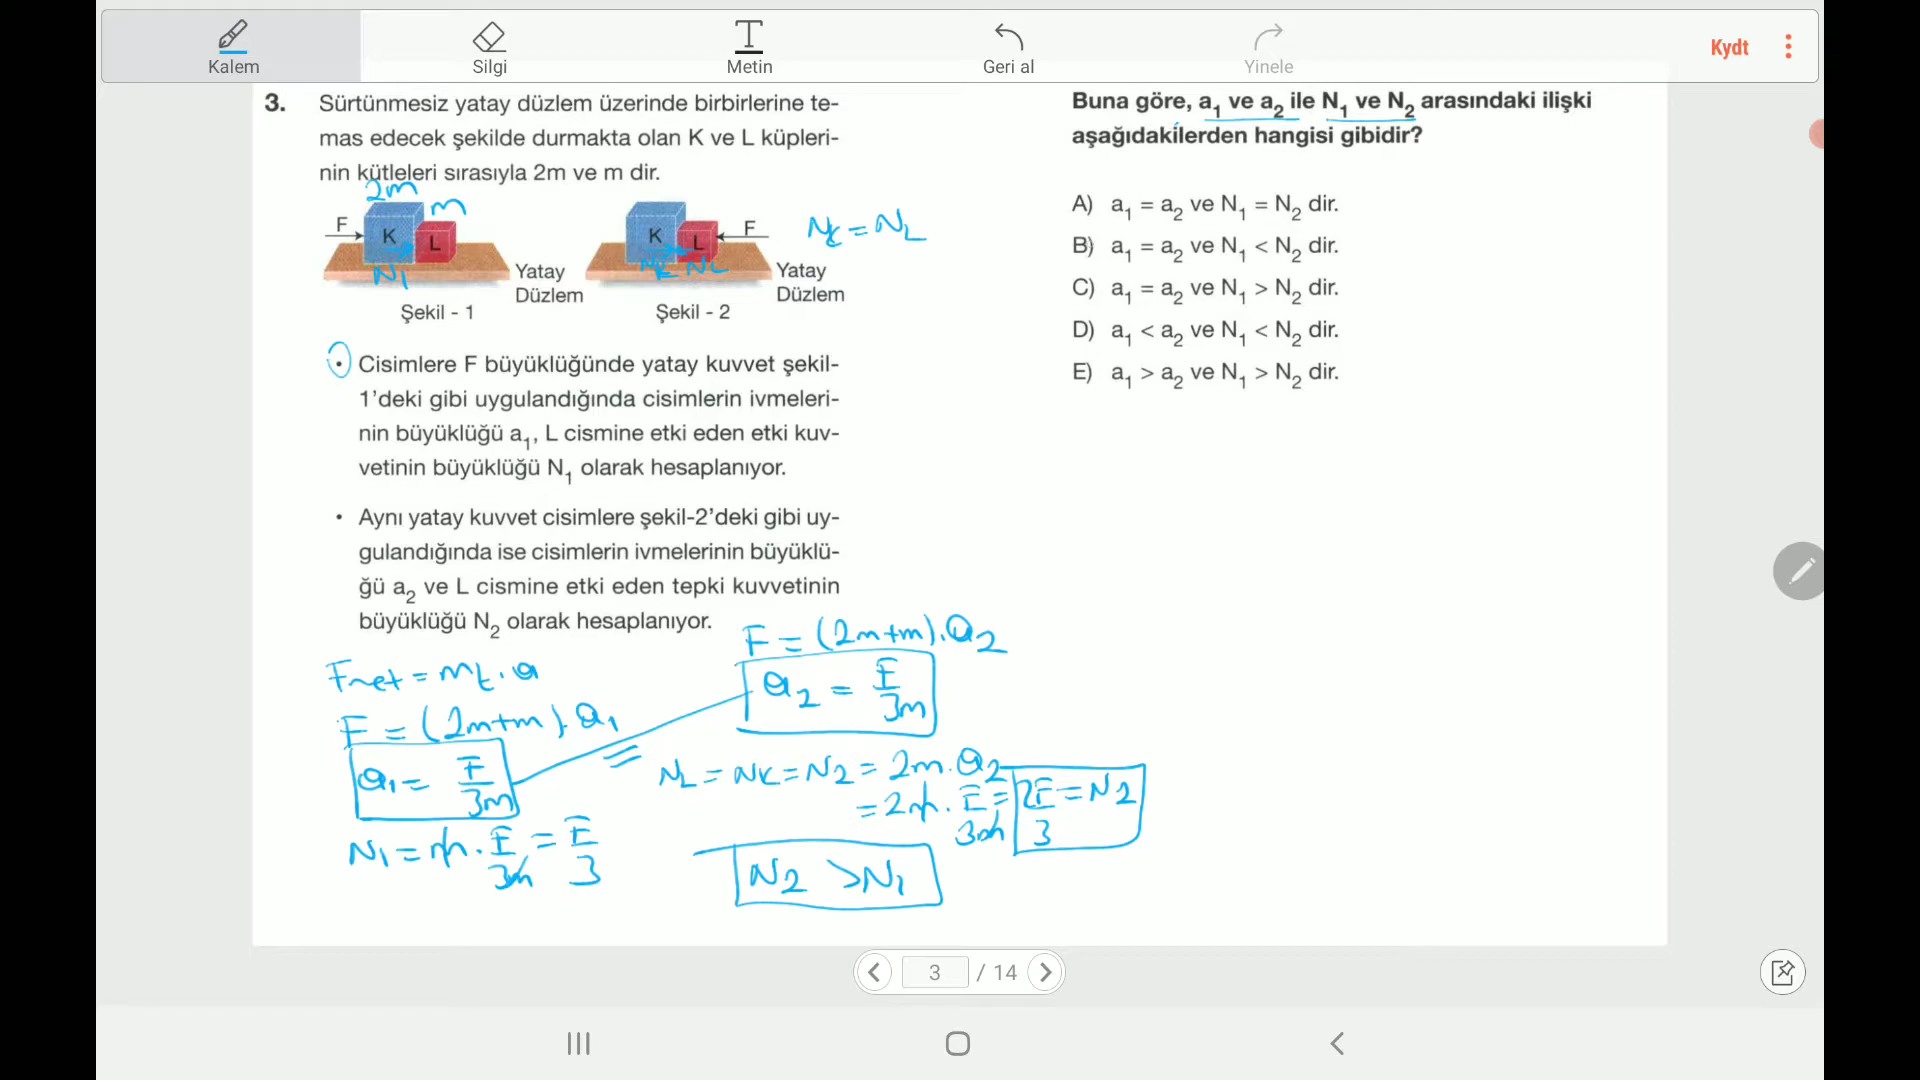 Kalem
Silgi
Metin
Geri al
Yinele
Kydt
3. Sürtünmesiz yatay düzlem üzerinde birbirlerine te-
mas edecek şekilde durmakta olan K ve L küpleri-
nin kütleleri sırasıyla 2m ve m dir.
2m
m
F
K
L
N₁
Yatay
Düzlem
Şekil - 1
K
L
F
NK NL
Yatay
Düzlem
Şekil - 2
NK = NL
• Cisimlere F büyüklüğünde yatay kuvvet şekil-
1’deki gibi uygulandığında cisimlerin ivmeleri-
nin büyüklüğü a₁, L cismine etki eden etki kuv-
vetinin büyüklüğü N₁ olarak hesaplanıyor.
• Aynı yatay kuvvet cisimlere şekil-2’deki gibi uy-
gulandığında ise cisimlerin ivmelerinin büyüklü-
ğü a₂ ve L cismine etki eden tepki kuvvetinin
büyüklüğü N₂ olarak hesaplanıyor.
Fnet = mt . a
F = (2m+m). a₁
a₁ = F/3m
N₁ = m . F/3m = F/3
F = (2m+m). a₂
a₂ = F/3m
NL = NK = N₂ = 2m . a₂
= 2m . F/3m = 2F/3 = N₂
N₂ > N₁
Buna göre, a₁ ve a₂ ile N₁ ve N₂ arasındaki ilişki
aşağıdakilerden hangisi gibidir?
A) a₁ = a₂ ve N₁ = N₂ dir.
B) a₁ = a₂ ve N₁ < N₂ dir.
C) a₁ = a₂ ve N₁ > N₂ dir.
D) a₁ < a₂ ve N₁ < N₂ dir.
E) a₁ > a₂ ve N₁ > N₂ dir.
3 / 14